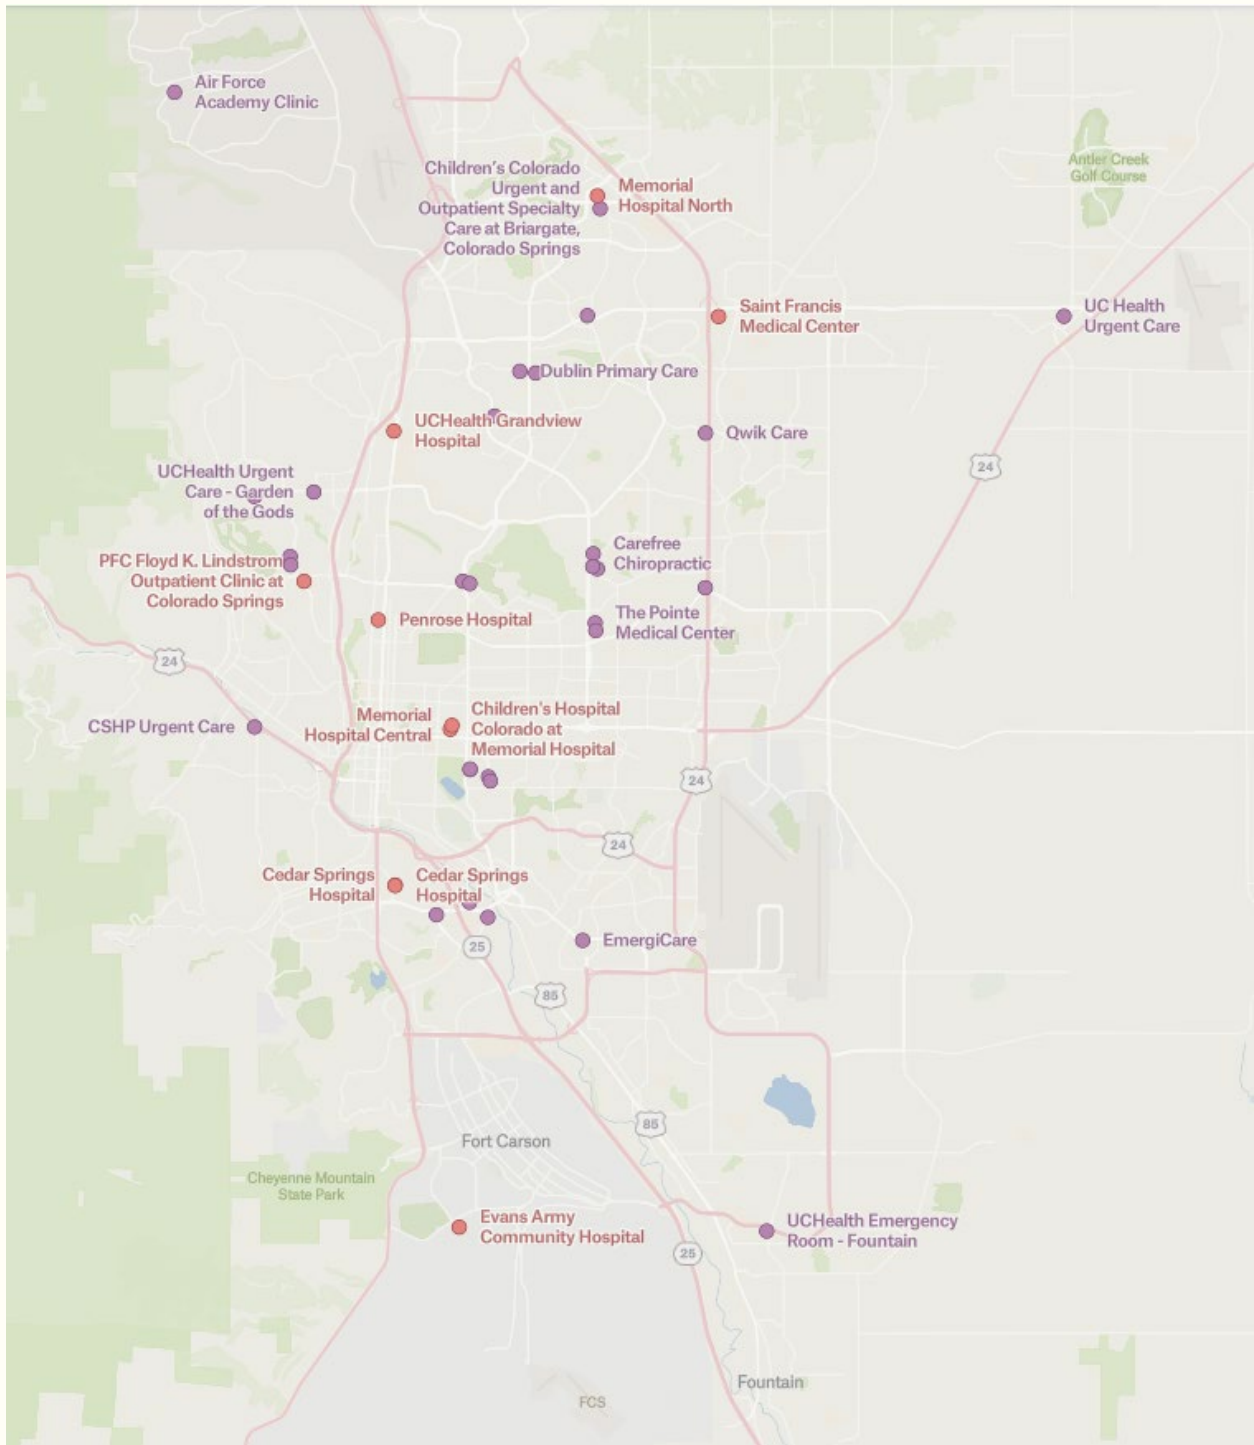 Air Force
Academy Clinic
Children's Colorado
Urgent and
Outpatient Specialty
Care at Briargate,
Colorado Springs
Memorial
Hospital North
Antler Creek
Golf Course
Saint Francis
Medical Center
UC Health
Urgent Care
Dublin Primary Care
UCHealth Grandview
Hospital
Qwik Care
24
UCHealth Urgent
Care - Garden
of the Gods
PFC Floyd K. Lindstrom
Outpatient Clinic at
Colorado Springs
Carefree
Chiropractic
Penrose Hospital
The Pointe
Medical Center
24
CSHP Urgent Care
Memorial
Hospital Central
Children's Hospital
Colorado at
Memorial Hospital
24
24
Cedar Springs
Hospital
Cedar Springs
Hospital
EmergiCare
25
85
85
Fort Carson
Cheyenne Mountain
State Park
Evans Army
Community Hospital
UCHealth Emergency
Room - Fountain
25
Fountain
FCS